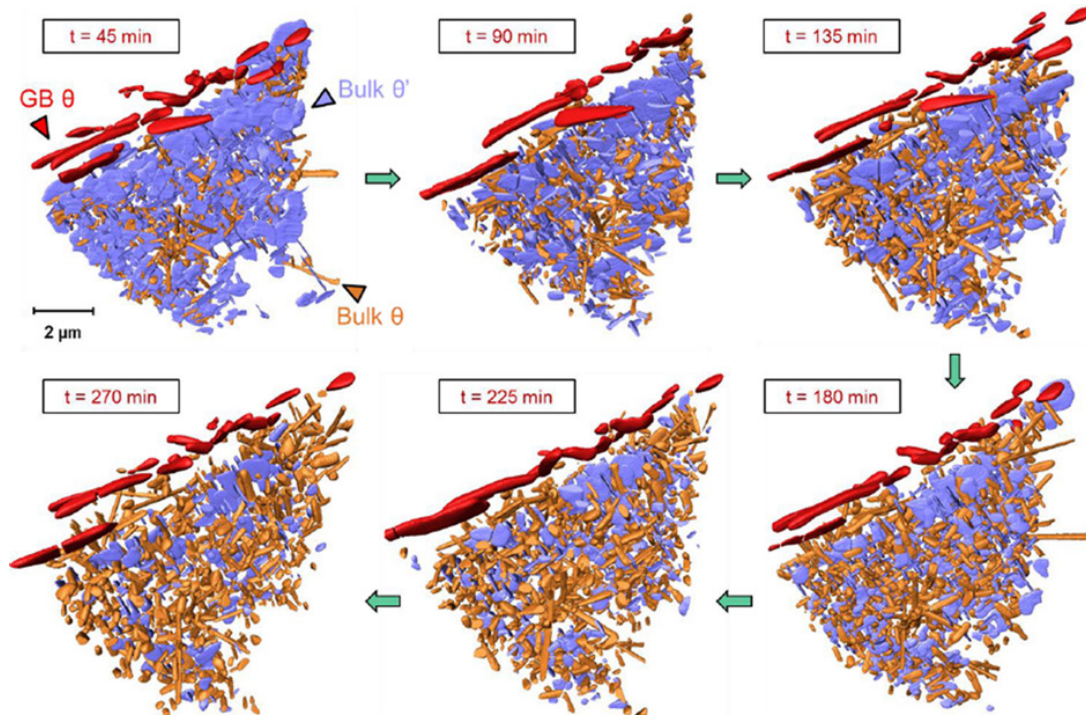 t = 45 min
t = 90 min
t = 135 min
GB θ
Bulk θ'
Bulk θ
2 µm
t = 270 min
t = 225 min
t = 180 min